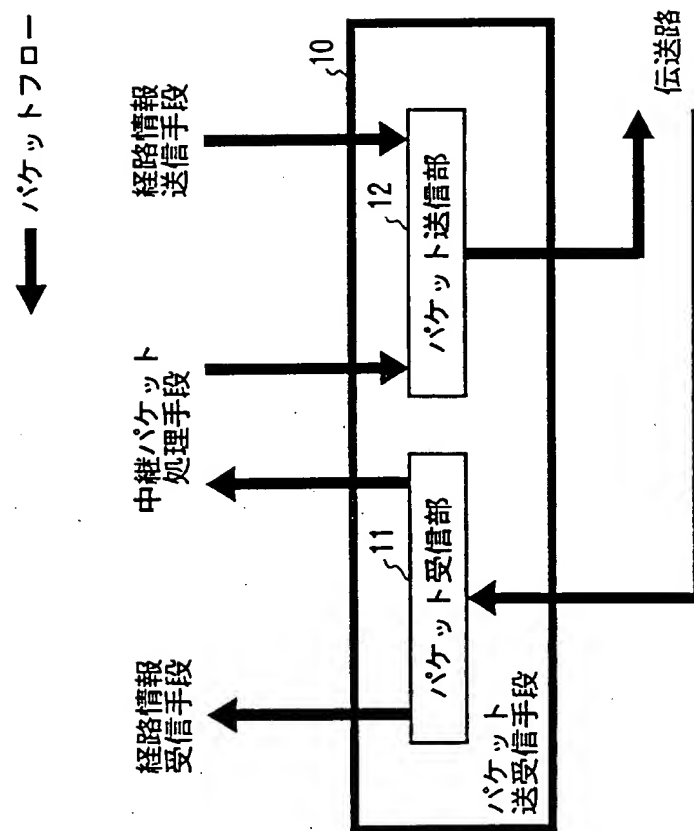 パケットフロー
経路情報
受信手段
中継パケット
処理手段
経路情報
送信手段
10
11
パケット受信部
12
パケット送信部
パケット
送受信手段
伝送路